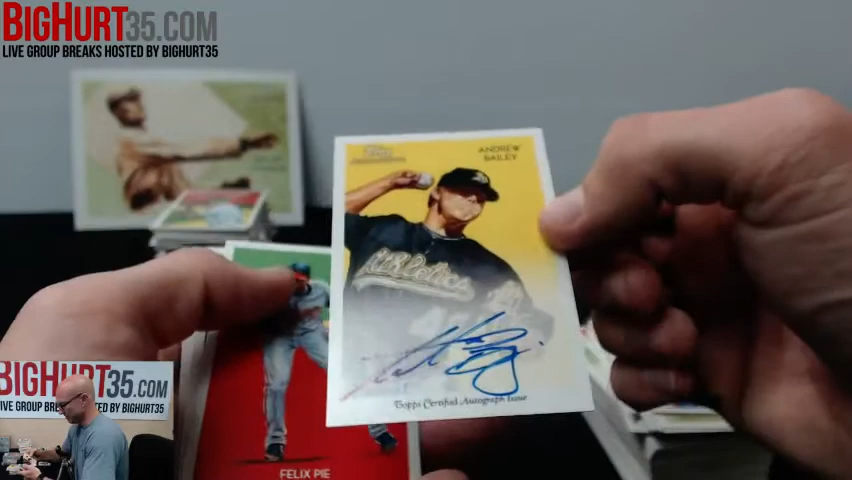 BIGHURT35.COM
LIVE GROUP BREAKS HOSTED BY BIGHURT35
Topps
ANDREW
BAILEY
Athletics
Topps Certified Autograph Issue
FELIX PIE
BIGHURT35.COM
LIVE GROUP BREAKS HOSTED BY BIGHURT35